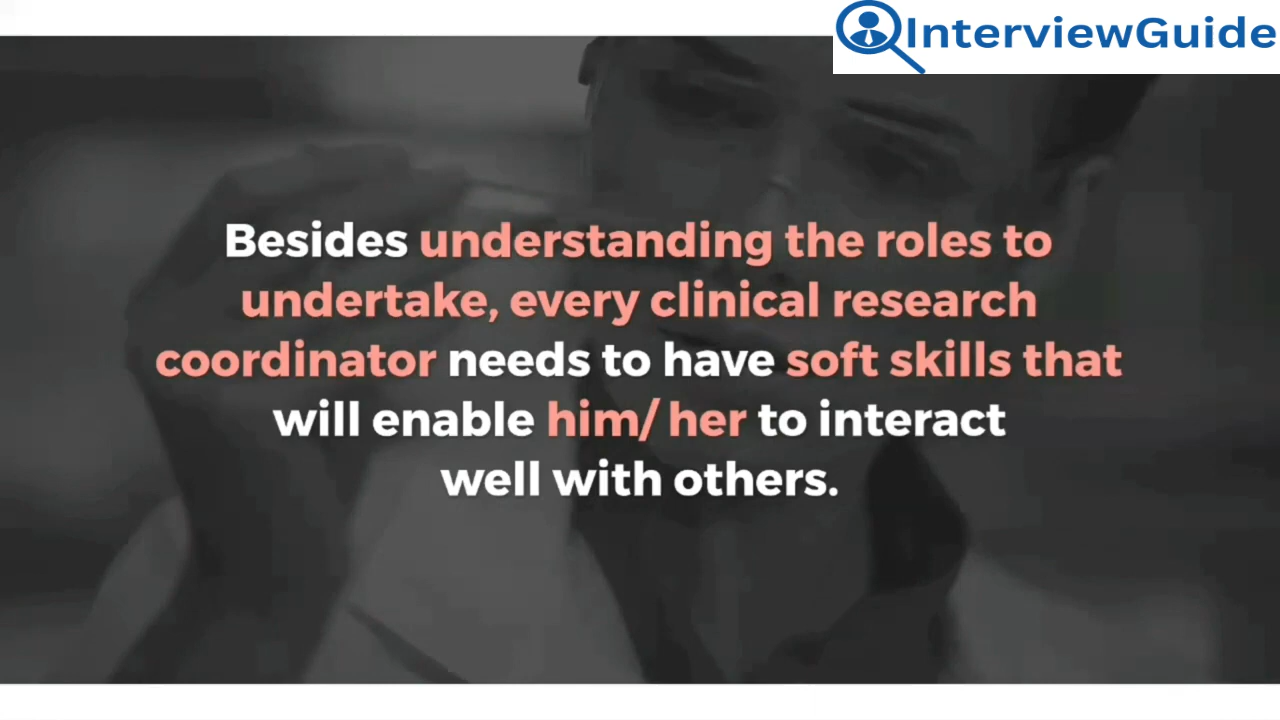 InterviewGuide
Besides understanding the roles to
undertake, every clinical research
coordinator needs to have soft skills that
will enable him/ her to interact
well with others.